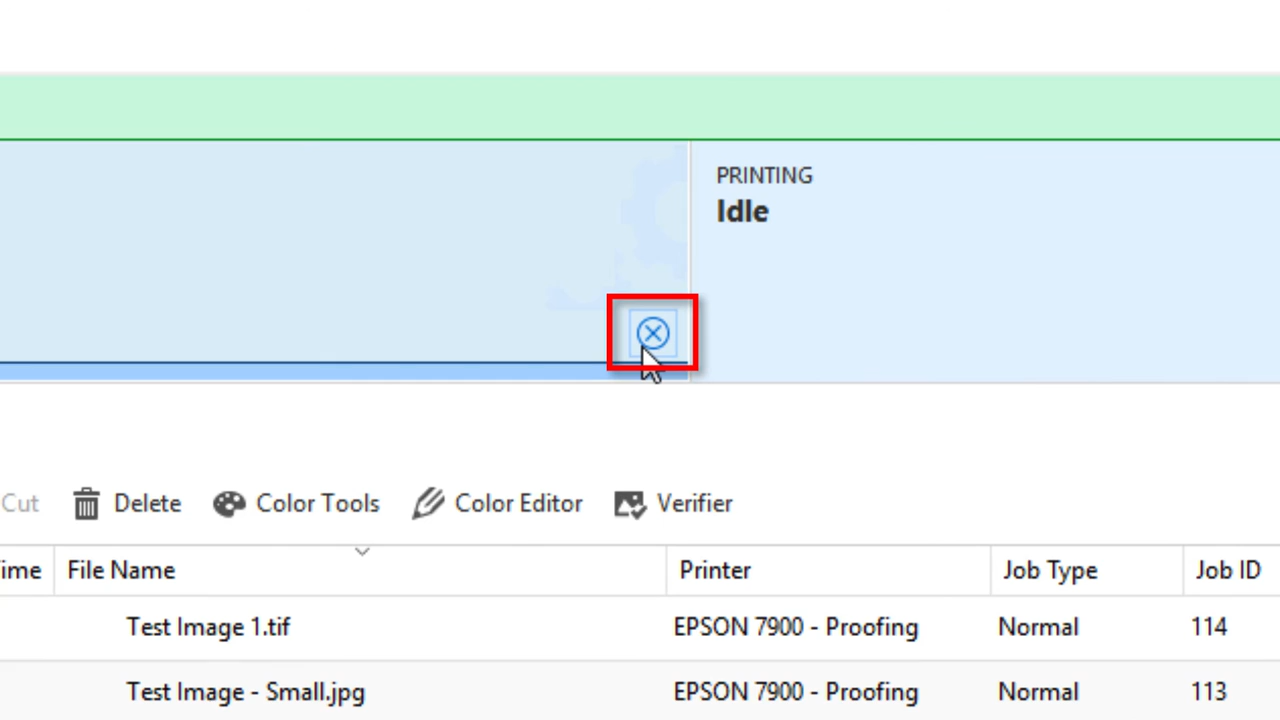 PRINTING
Idle
Cut Delete Color Tools Color Editor Verifier
ime File Name Printer Job Type Job ID
Test Image 1.tif EPSON 7900 - Proofing Normal 114
Test Image - Small.jpg EPSON 7900 - Proofing Normal 113